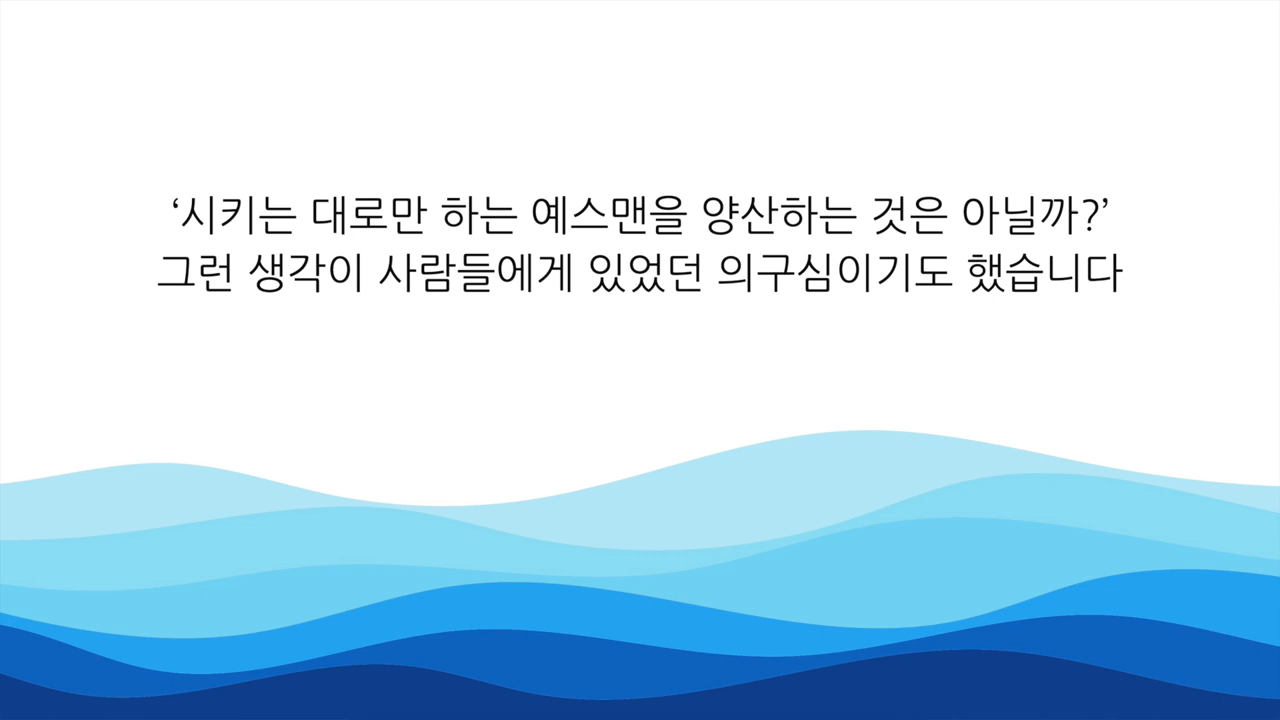 ‘시키는 대로만 하는 예스맨을 양산하는 것은 아닐까?’
그런 생각이 사람들에게 있었던 의구심이기도 했습니다